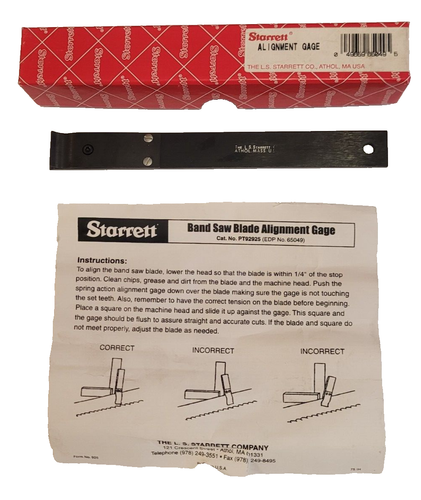 Starrett
ALIGNMENT GAGE
THE L.S. STARRETT CO., ATHOL, MA USA
The L S Starrett
ATHOL MASS U
Starrett
Band Saw Blade Alignment Gage
Cat. No. PT92925 (EDP No. 65049)
Instructions:
To align the band saw blade, lower the head so that the blade is within 1/4" of the stop
position. Clean chips, grease and dirt from the blade and the machine head. Push the
spring action alignment gage down over the blade making sure the gage is not touching
the set teeth. Also, remember to have the correct tension on the blade before beginning.
Place a square on the machine head and slide it up against the gage. This square and
the gage should be flush to assure straight and accurate cuts. If the blade and square do
not meet properly, adjust the blade as needed.
CORRECT INCORRECT INCORRECT
THE L. S. STARRETT COMPANY
121 Crescent Street • Athol, MA 01331
Telephone (978) 249-3551 • Fax (978) 249-8495